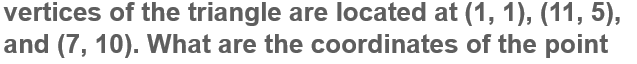 vertices of the triangle are located at (1, 1), (11, 5),
and (7, 10). What are the coordinates of the point